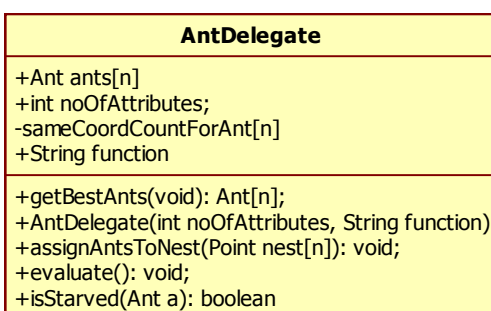 AntDelegate
+Ant ants[n]
+int noOfAttributes;
-sameCoordCountForAnt[n]
+String function
+getBestAnts(void): Ant[n];
+AntDelegate(int noOfAttributes, String function)
+assignAntsToNest(Point nest[n]): void;
+evaluate(): void;
+isStarved(Ant a): boolean